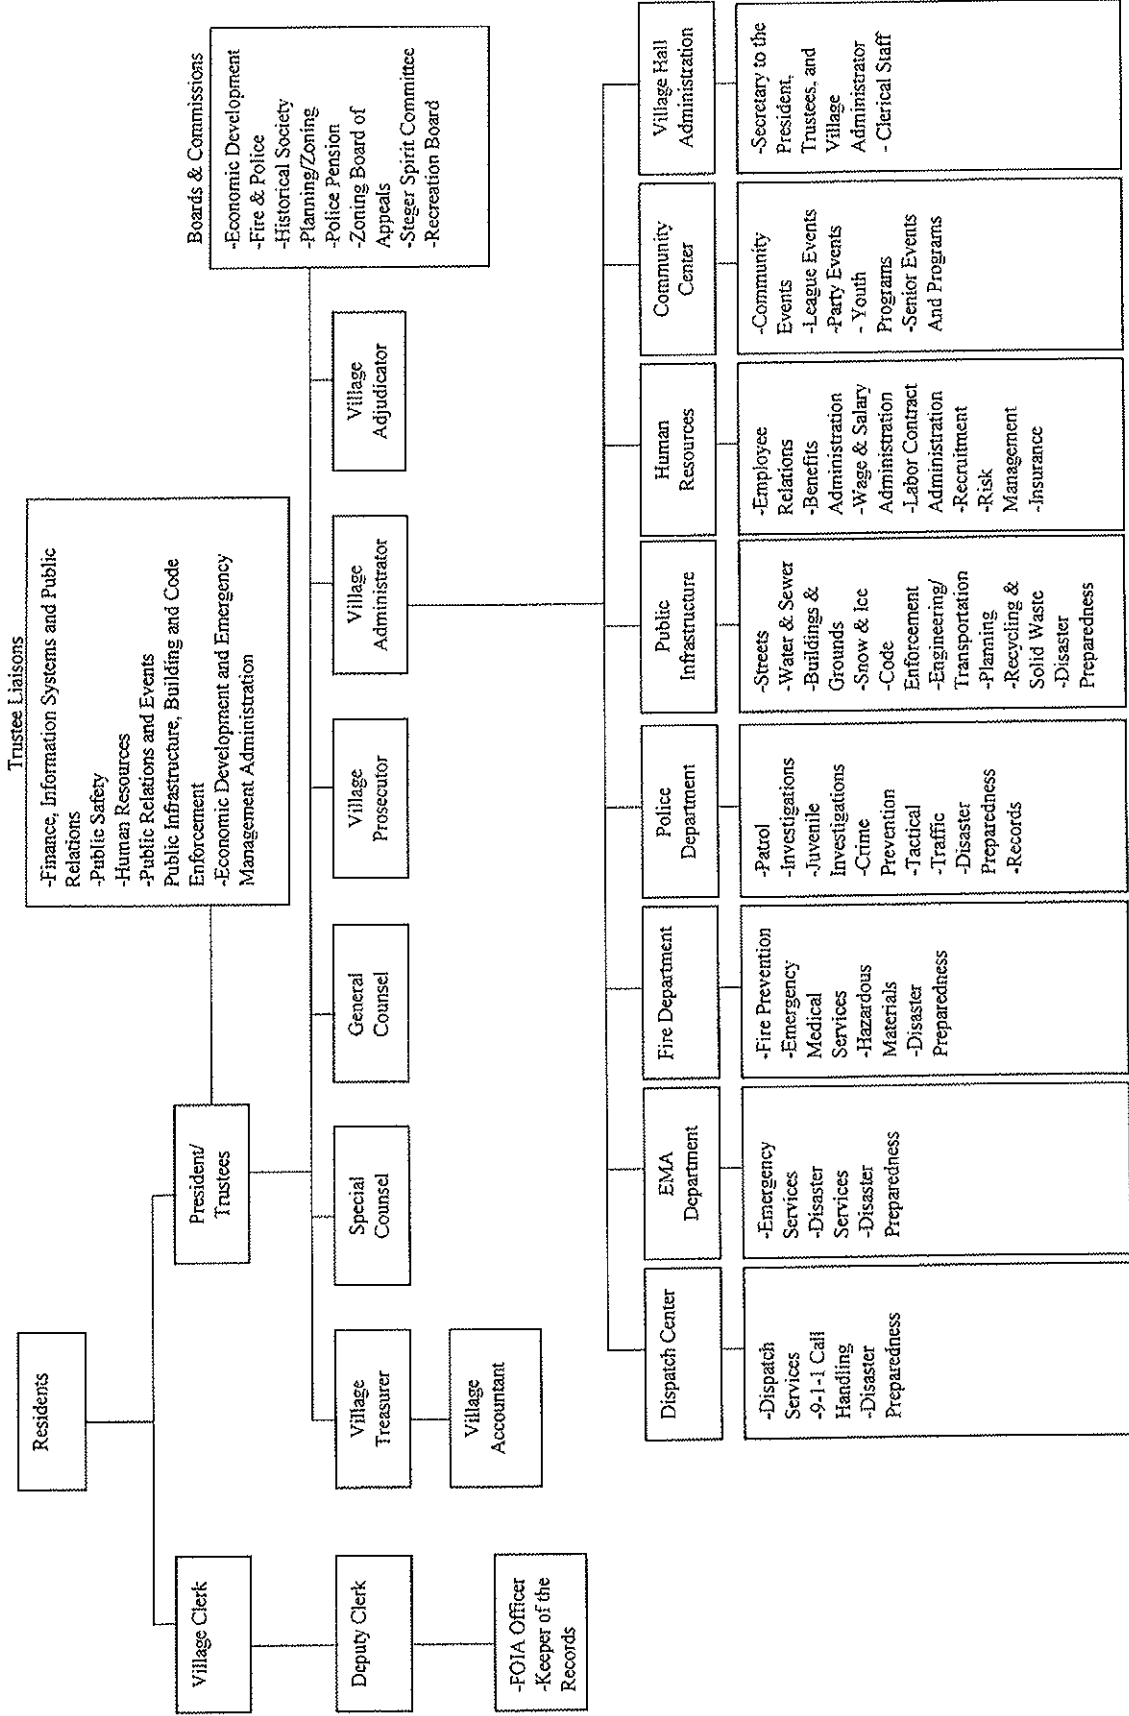 Residents
Village Clerk
President/
Trustees
Trustee Liaisons
-Finance, Information Systems and Public
Relations
-Public Safety
-Human Resources
-Public Relations and Events
Public Infrastructure, Building and Code
Enforcement
-Economic Development and Emergency
Management Administration
Boards & Commissions
-Economic Development
-Fire & Police
-Historical Society
-Planning/Zoning
-Police Pension
-Zoning Board of
Appeals
-Steger Spirit Committee
-Recreation Board
Deputy Clerk
Village
Treasurer
Special
Counsel
General
Counsel
Village
Prosecutor
Village
Administrator
Village
Adjudicator
-FOIA Officer
-Keeper of the
Records
Village
Accountant
Dispatch Center
-Dispatch
Services
-9-1-1 Call
Handling
-Disaster
Preparedness
EMA
Department
-Emergency
Services
-Disaster
Services
-Disaster
Preparedness
Fire Department
-Fire Prevention
-Emergency
Medical
Services
-Hazardous
Materials
-Disaster
Preparedness
Police
Department
-Patrol
-Investigations
-Juvenile
Investigations
-Crime
Prevention
-Tactical
-Traffic
-Disaster
Preparedness
-Records
Public
Infrastructure
-Streets
-Water & Sewer
-Buildings &
Grounds
-Snow & Ice
-Code
Enforcement
-Engineering/
Transportation
-Planning
-Recycling &
Solid Waste
-Disaster
Preparedness
Human
Resources
-Employee
Relations
-Benefits
Administration
-Wage & Salary
Administration
-Labor Contract
Administration
-Recruitment
-Risk
Management
-Insurance
Community
Center
-Community
Events
-League Events
-Party Events
- Youth
Programs
-Senior Events
And Programs
Village Hall
Administration
-Secretary to the
President,
Trustees, and
Village
Administrator
- Clerical Staff